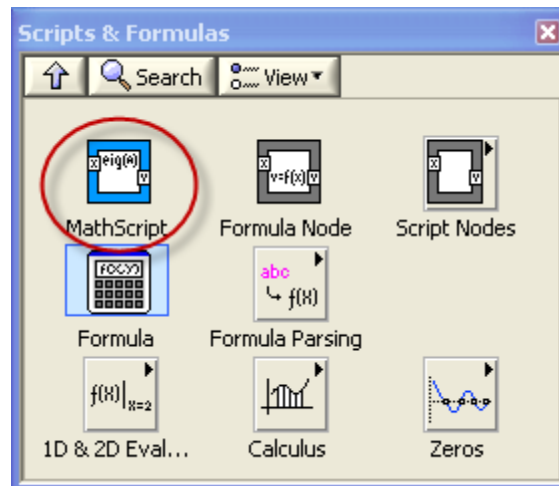 Scripts & Formulas
Search View
x eig(A) y
x v=f(x) y
x y
MathScript Formula Node Script Nodes
f(x,y)
abc
f(x)
Formula Formula Parsing
f(x)|x=2
1D & 2D Eval... Calculus Zeros